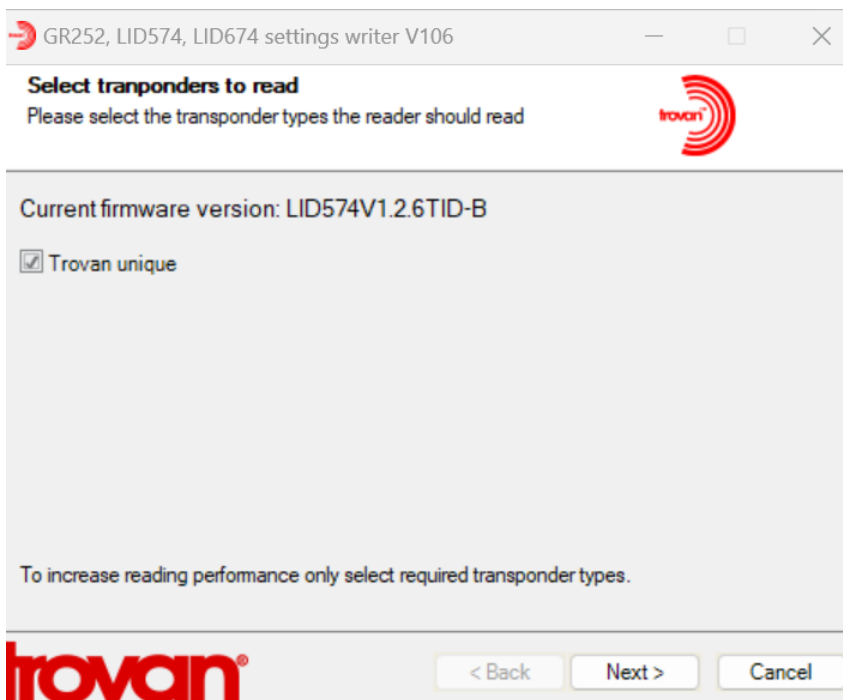 GR252, LID574, LID674 settings writer V106
Select tranponders to read
Please select the transponder types the reader should read
trovan™
Current firmware version: LID574V1.2.6TID-B
Trovan unique
To increase reading performance only select required transponder types.
trovan®
< Back
Next >
Cancel